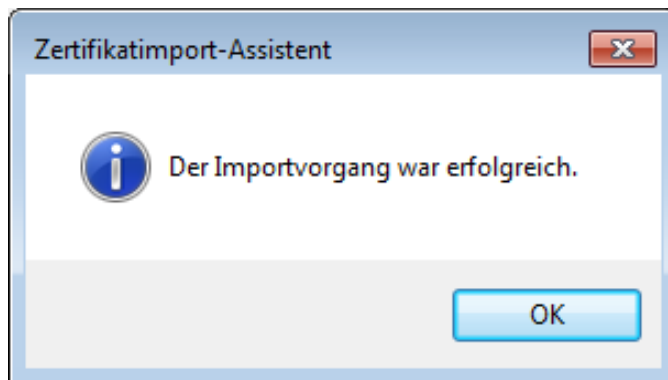 Zertifikatimport-Assistent
Der Importvorgang war erfolgreich.
OK